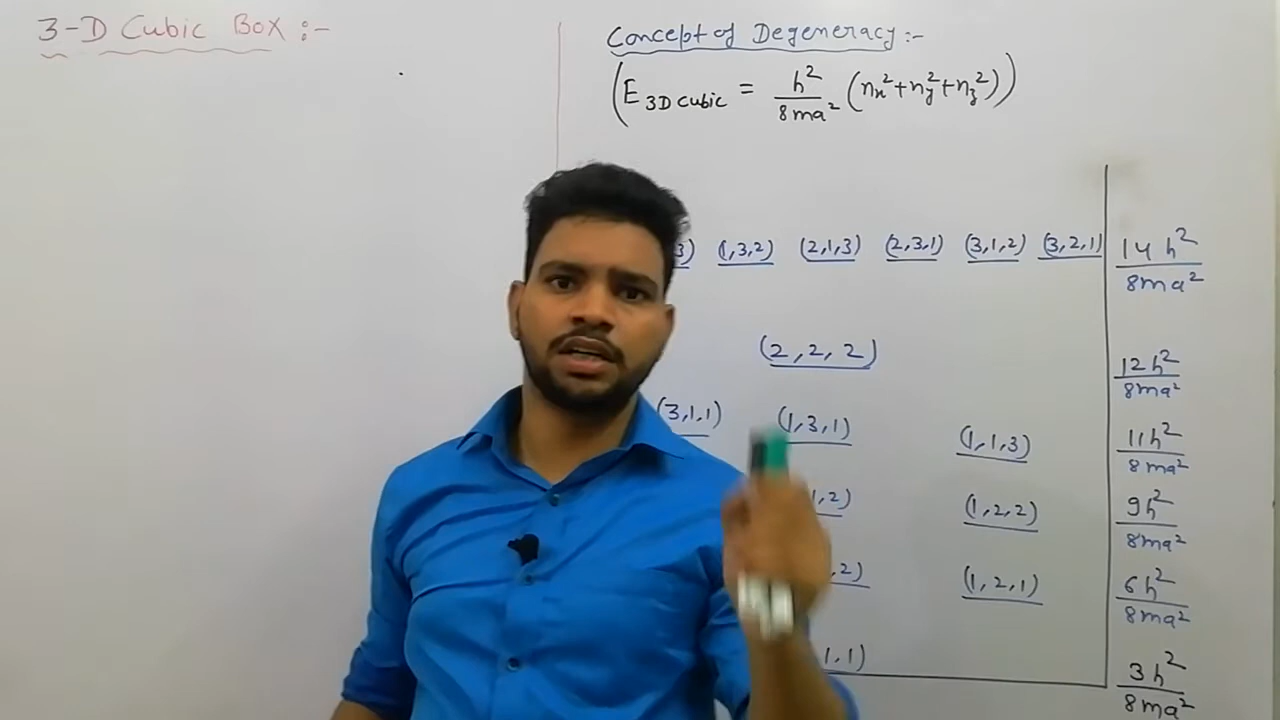 3-D Cubic Box :-
Concept of Degeneracy :-
(E 3D cubic = h²/8ma² (nx² + ny² + nz²))
3) (1,3,2) (2,1,3) (2,3,1) (3,1,2) (3,2,1) 14h²/8ma²
(2,2,2) 12h²/8ma²
(3,1,1) (1,3,1) (1,1,3) 11h²/8ma²
1,2) (1,2,2) 9h²/8ma²
,2) (1,2,1) 6h²/8ma²
1,1) 3h²/8ma²